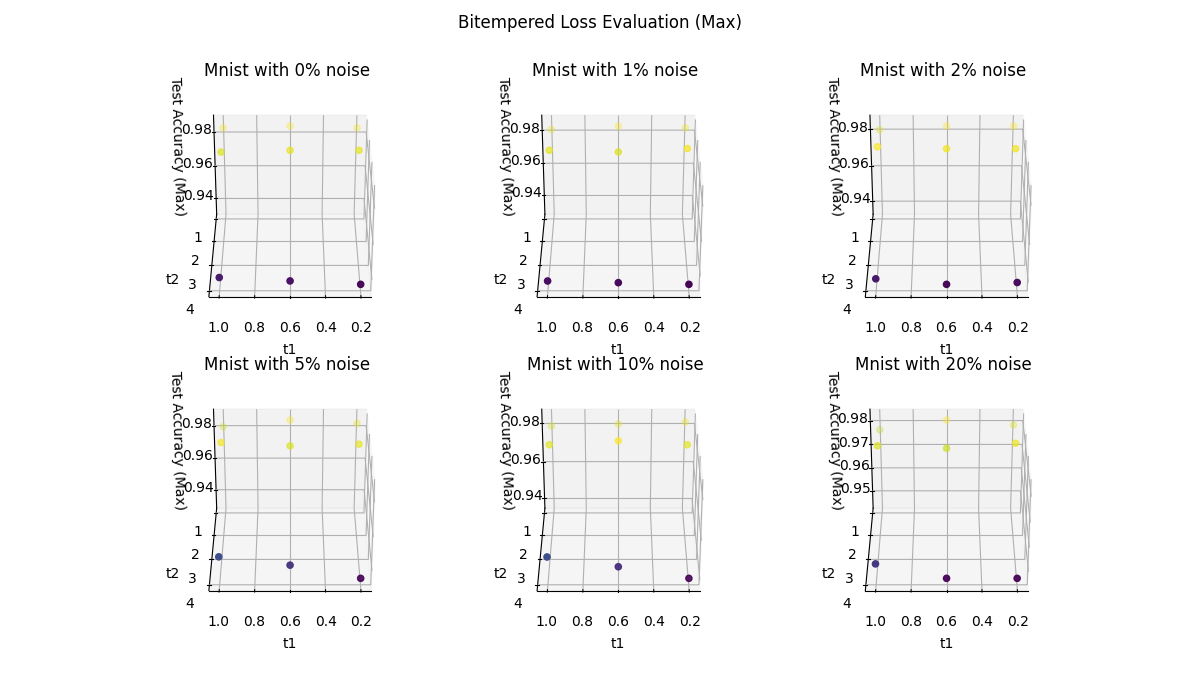 Bitempered Loss Evaluation (Max)
Mnist with 0% noise
Test Accuracy (Max)
0.98
0.96
0.94
1
2
3
4
t2
1.0 0.8 0.6 0.4 0.2
t1
Mnist with 1% noise
Test Accuracy (Max)
0.98
0.96
0.94
1
2
3
4
t2
1.0 0.8 0.6 0.4 0.2
t1
Mnist with 2% noise
Test Accuracy (Max)
0.98
0.96
0.94
1
2
3
4
t2
1.0 0.8 0.6 0.4 0.2
t1
Mnist with 5% noise
Test Accuracy (Max)
0.98
0.96
0.94
1
2
3
4
t2
1.0 0.8 0.6 0.4 0.2
t1
Mnist with 10% noise
Test Accuracy (Max)
0.98
0.96
0.94
1
2
3
4
t2
1.0 0.8 0.6 0.4 0.2
t1
Mnist with 20% noise
Test Accuracy (Max)
0.98
0.97
0.96
0.95
1
2
3
4
t2
1.0 0.8 0.6 0.4 0.2
t1